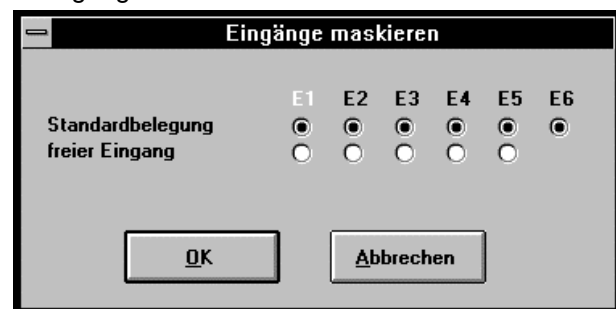 Eingänge maskieren
E1 E2 E3 E4 E5 E6
Standardbelegung
freier Eingang
OK Abbrechen